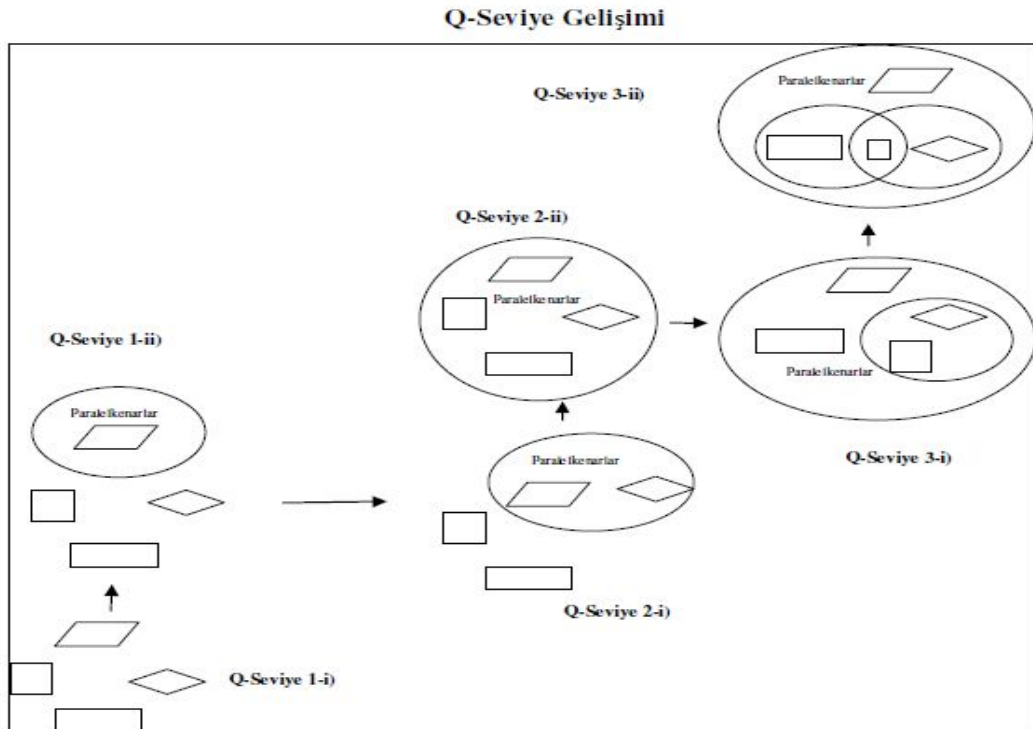 Q-Seviye Gelişimi
Q-Seviye 3-ii)
Paralelkenarlar
Q-Seviye 2-ii)
Paralelkenarlar
Q-Seviye 1-ii)
Paralelkenarlar
Paralelkenarlar
Q-Seviye 3-i)
Paralelkenarlar
Q-Seviye 2-i)
Q-Seviye 1-i)